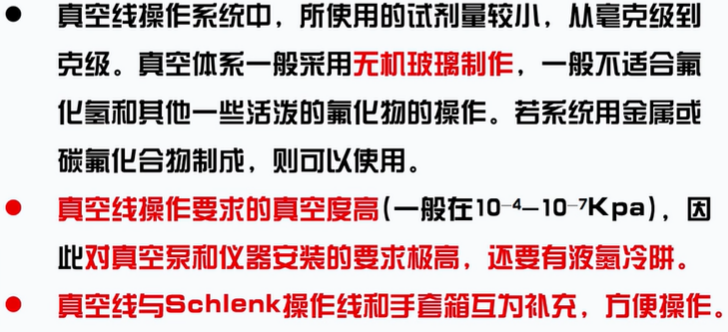 ● 真空线操作系统中，所使用的试剂量较小，从毫克级到
克级。真空体系一般采用无机玻璃制作，一般不适合氟
化氢和其他一些活泼的氟化物的操作。若系统用金属或
碳氟化合物制成，则可以使用。
● 真空线操作要求的真空度高(一般在10⁻⁴—10⁻⁷Kpa)，因
此对真空泵和仪器安装的要求极高，还要有液氮冷阱。
● 真空线与Schlenk操作线和手套箱互为补充，方便操作。